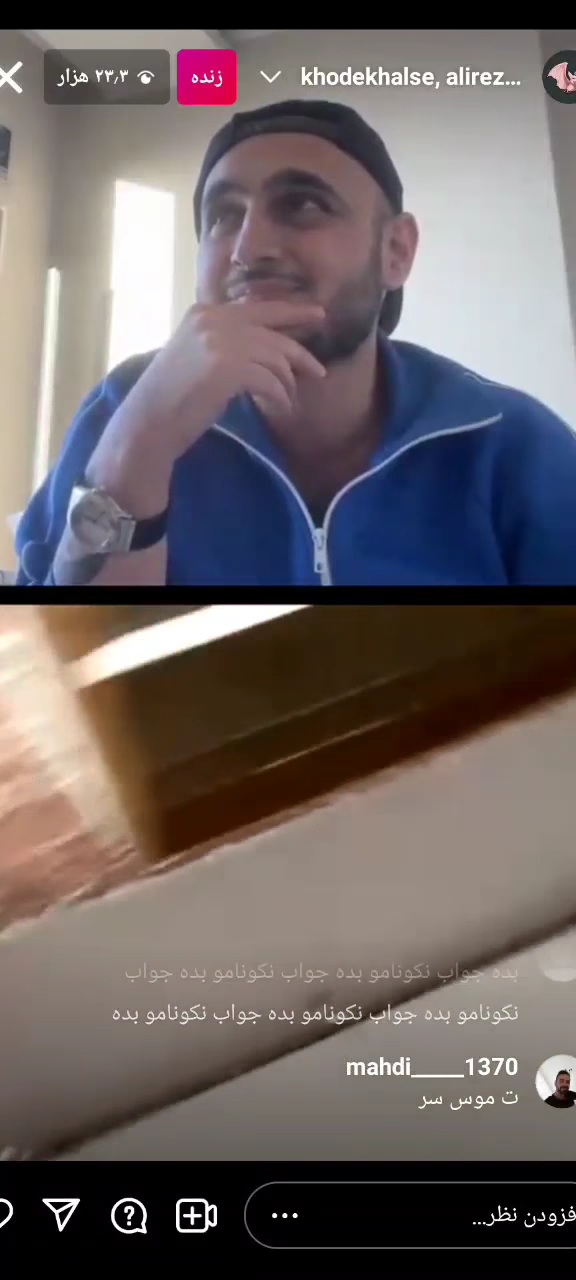 khodekhalse, alirez...
زنده
۲۳٫۳ هزار
بده جواب نکونامو بده جواب نکونامو بده جواب
نکونامو بده جواب نکونامو بده جواب نکونامو بده
mahdi_____1370
ت موس سر
افزودن نظر...